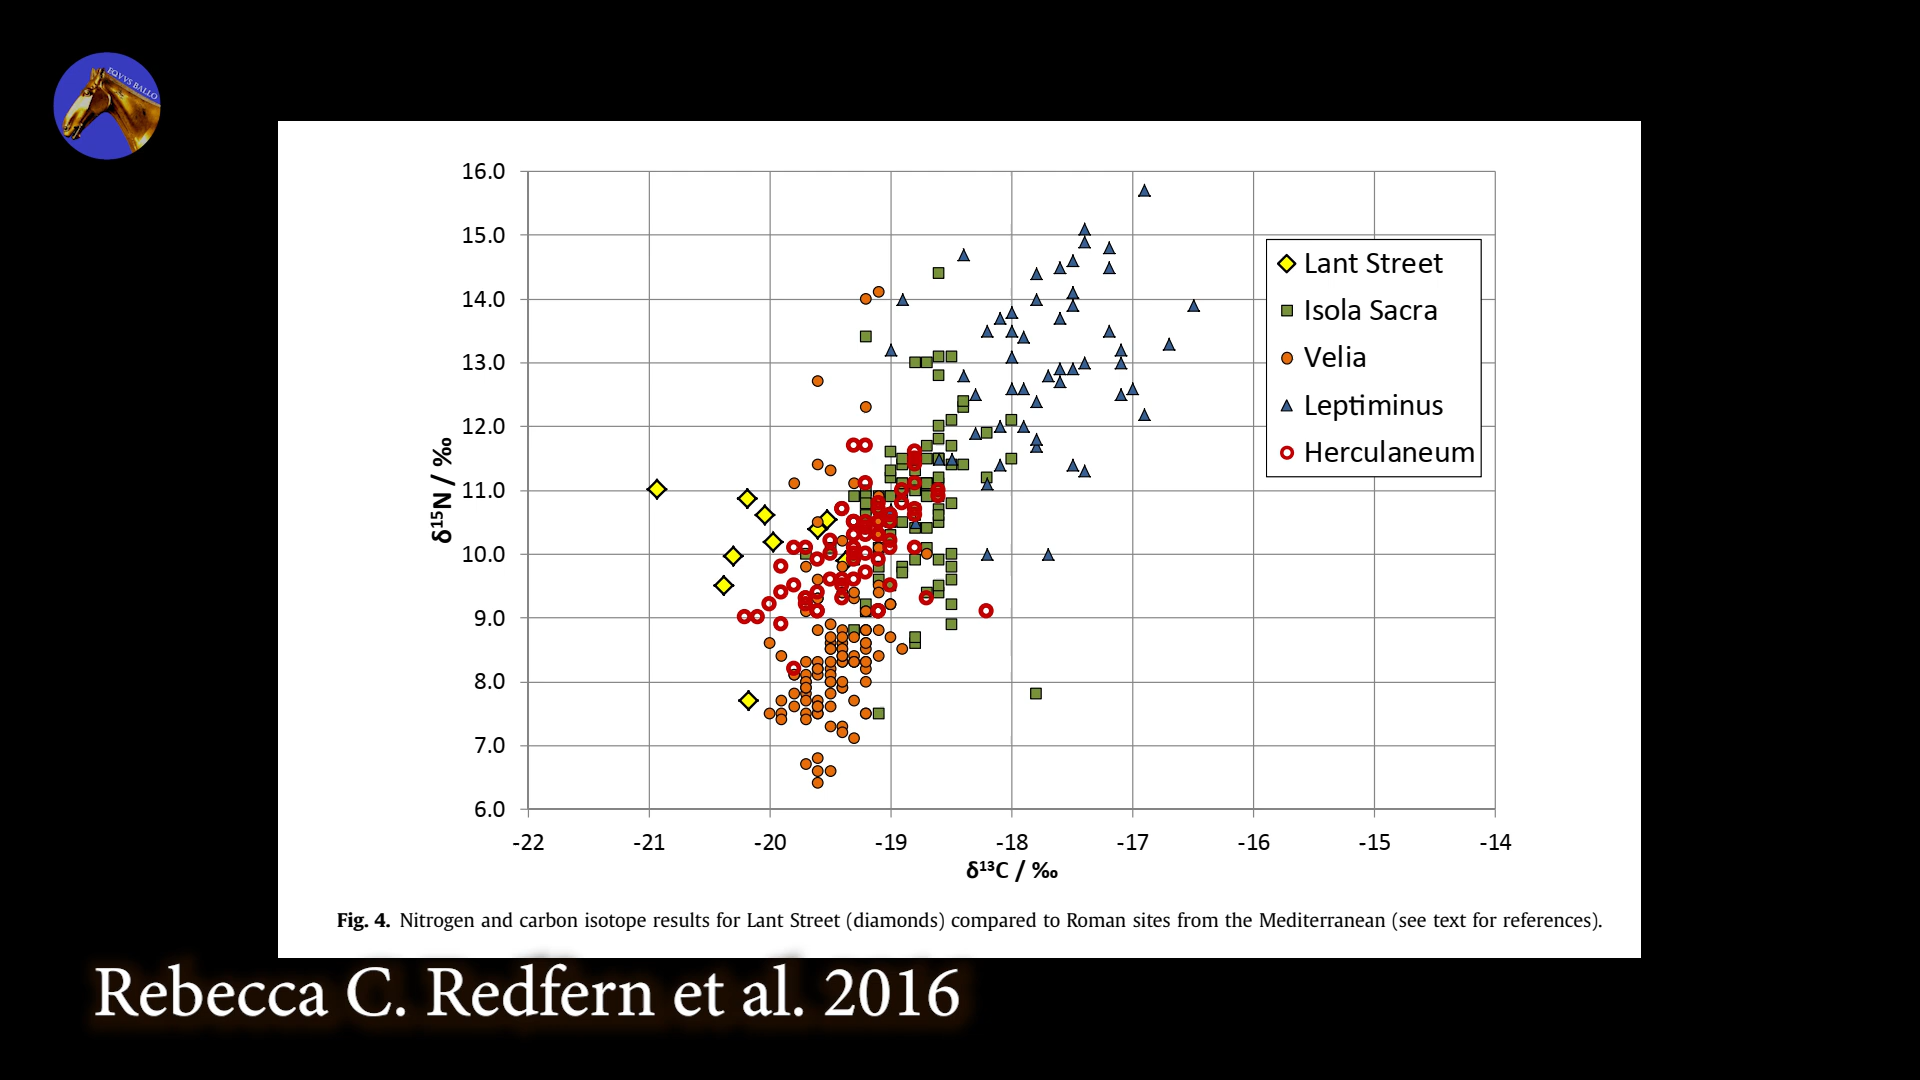 EQVVS BALLO
16.0
15.0
14.0
13.0
12.0
11.0
10.0
9.0
8.0
7.0
6.0
δ¹⁵N / ‰
-22 -21 -20 -19 -18 -17 -16 -15 -14
δ¹³C / ‰
Lant Street
Isola Sacra
Velia
Leptiminus
Herculaneum
Fig. 4. Nitrogen and carbon isotope results for Lant Street (diamonds) compared to Roman sites from the Mediterranean (see text for references).
Rebecca C. Redfern et al. 2016